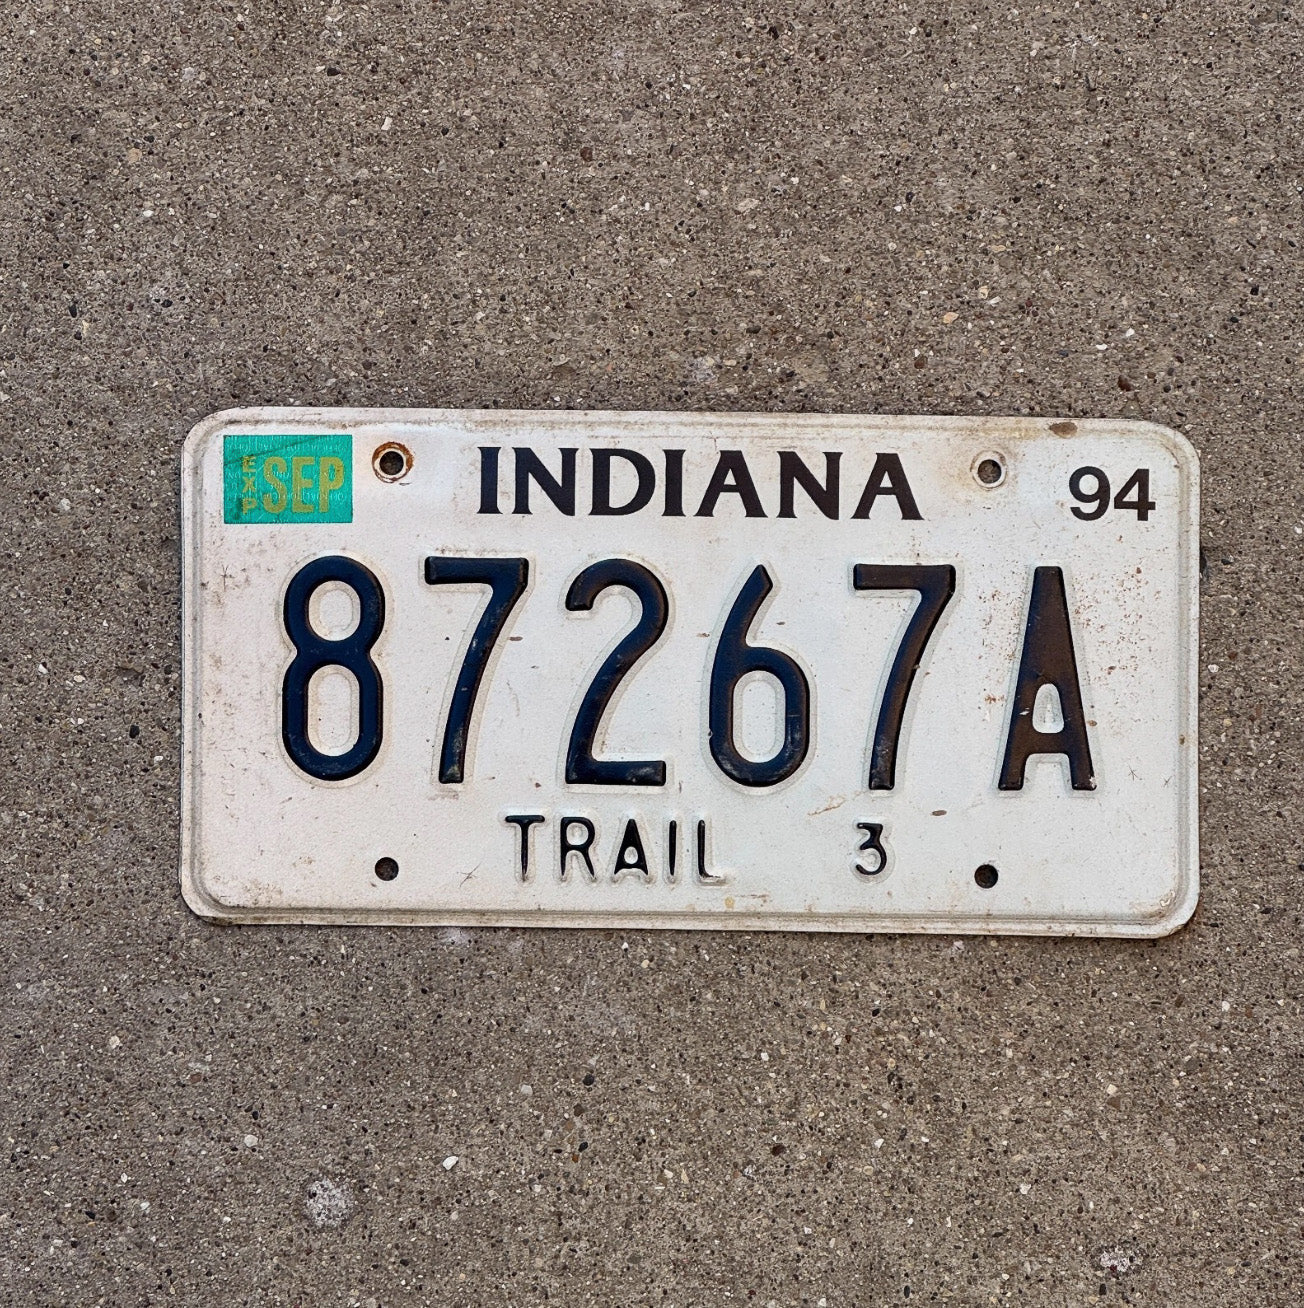 EXP SEP INDIANA 94
87267A
TRAIL 3